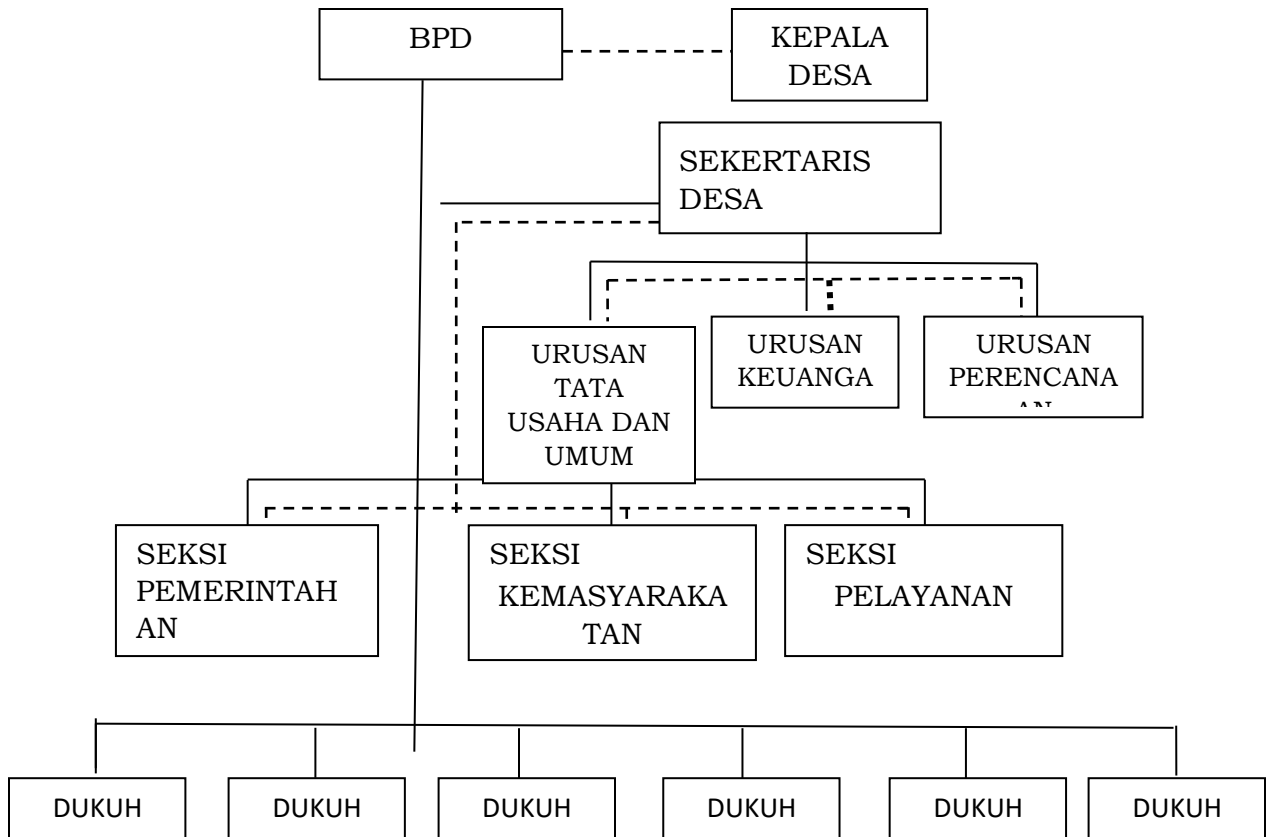 BPD
KEPALA
DESA
SEKERTARIS
DESA
URUSAN
TATA
USAHA DAN
UMUM
URUSAN
KEUANGA
URUSAN
PERENCANA
AN
SEKSI
PEMERINTAH
AN
SEKSI
KEMASYARAKA
TAN
SEKSI
PELAYANAN
DUKUH
DUKUH
DUKUH
DUKUH
DUKUH
DUKUH